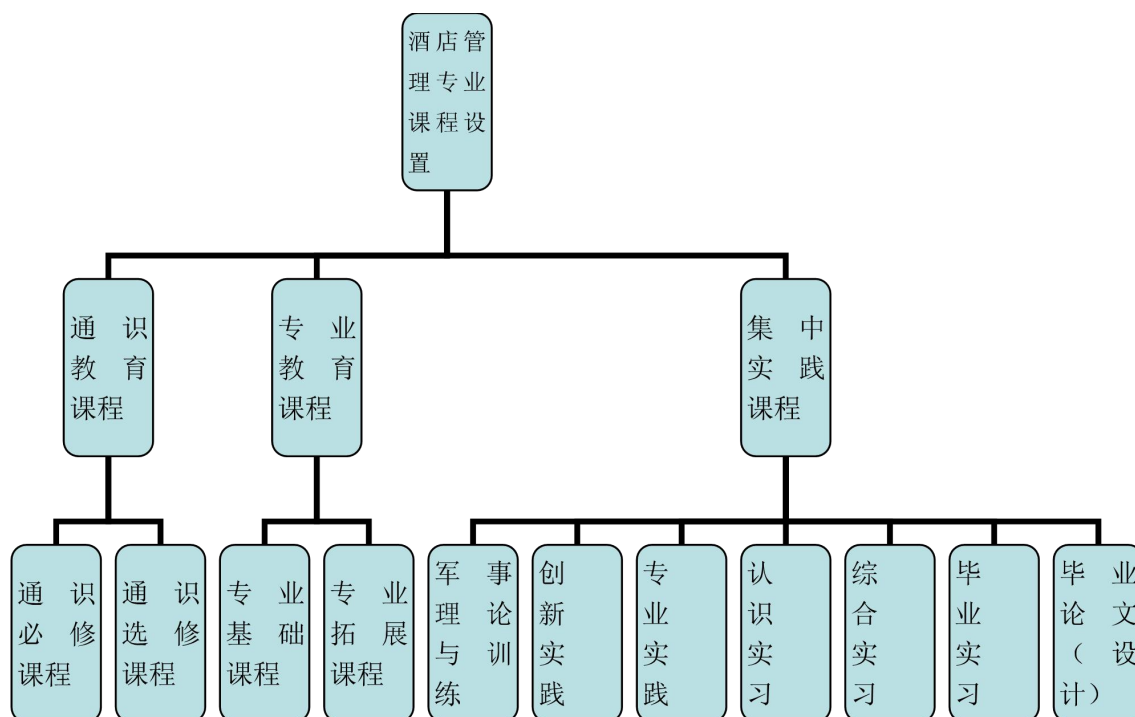 酒店管
理专业
课程设
置
通识
教育
课程
专业
教育
课程
集中
实践
课程
通识
必修
课程
通识
选修
课程
专业
基础
课程
专业
拓展
课程
军事
理论
与训
练
创
新
实
践
专
业
实
践
认
识
实
习
综
合
实
习
毕
业
实
习
毕业
论文
（设
计）